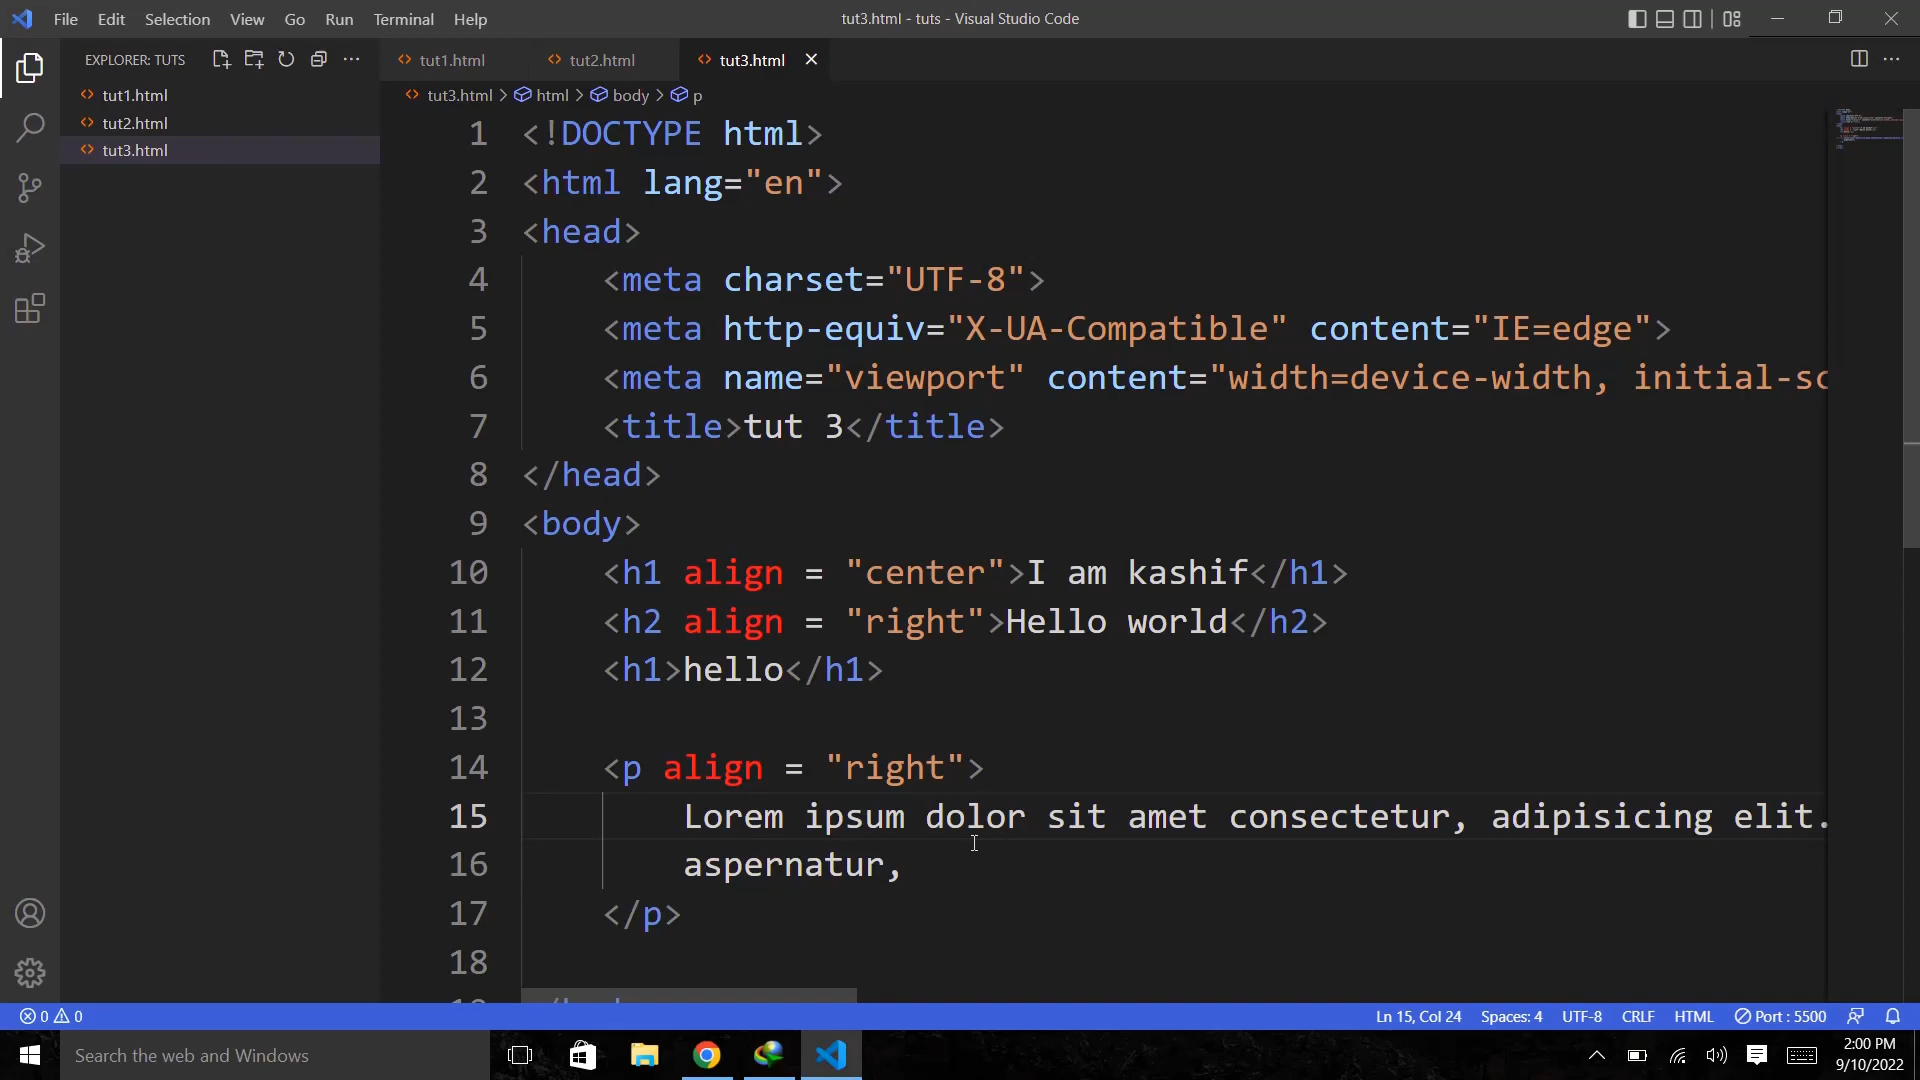 File Edit Selection View Go Run Terminal Help
tut3.html - tuts - Visual Studio Code
EXPLORER: TUTS
tut1.html
tut2.html
tut3.html
tut1.html tut2.html tut3.html
tut3.html > html > body > p
1 <!DOCTYPE html>
2 <html lang="en">
3 <head>
4 <meta charset="UTF-8">
5 <meta http-equiv="X-UA-Compatible" content="IE=edge">
6 <meta name="viewport" content="width=device-width, initial-sc
7 <title>tut 3</title>
8 </head>
9 <body>
10 <h1 align = "center">I am kashif</h1>
11 <h2 align = "right">Hello world</h2>
12 <h1>hello</h1>
13
14 <p align = "right">
15 Lorem ipsum dolor sit amet consectetur, adipisicing elit.
16 aspernatur,
17 </p>
18
0 0
Ln 15, Col 24 Spaces: 4 UTF-8 CRLF HTML Port : 5500
Search the web and Windows
2:00 PM
9/10/2022